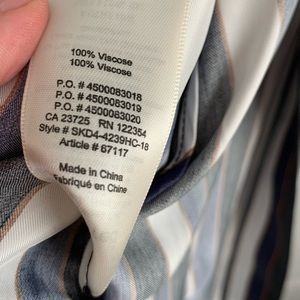 100% Viscose
100% Viscose
P.O. # 4500083018
P.O. # 4500083019
P.O. # 4500083020
CA 23725 RN 122354
Style # SKD4-4239HC-18
Article # 67117
Made in China
Fabriqué en Chine